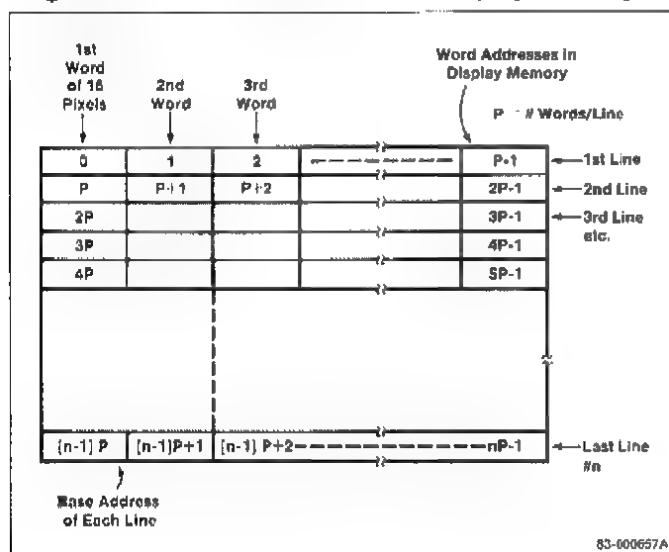 1st
Word
of 16
Pixels
2nd
Word
3rd
Word
Word Addresses in
Display Memory
P = # Words/Line
0 1 2 P-1
1st Line
P P+1 P+2 2P-1
2nd Line
2P 3P-1
3rd Line
etc.
3P 4P-1
4P 5P-1
(n-1) P (n-1)P+1 (n-1) P+2 nP-1
Last Line
#n
Base Address
of Each Line
83-000657A